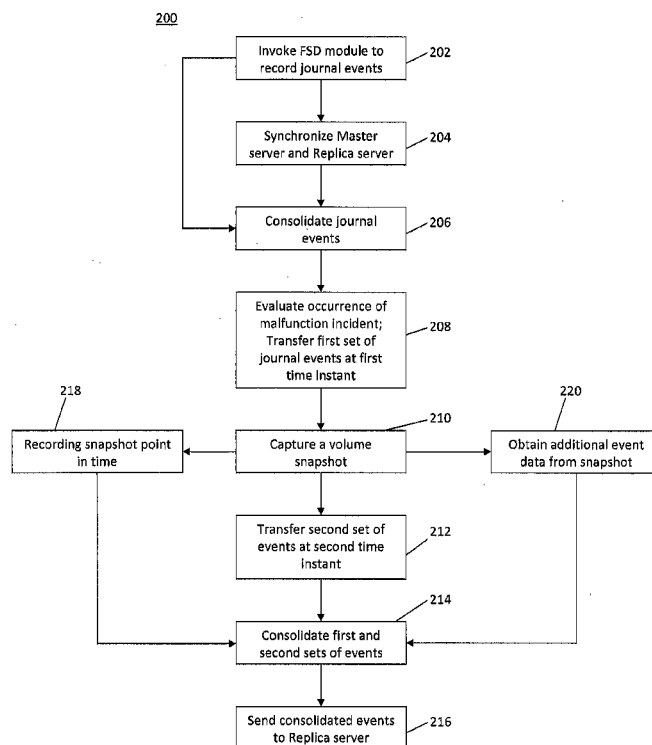 200
Invoke FSD module to
record journal events
202
Synchronize Master
server and Replica server
204
Consolidate journal
events
206
Evaluate occurrence of
malfunction incident;
Transfer first set of
journal events at first
time instant
208
218
210
220
Recording snapshot point
in time
Capture a volume
snapshot
Obtain additional event
data from snapshot
Transfer second set of
events at second time
instant
212
214
Consolidate first and
second sets of events
Send consolidated events
to Replica server
216